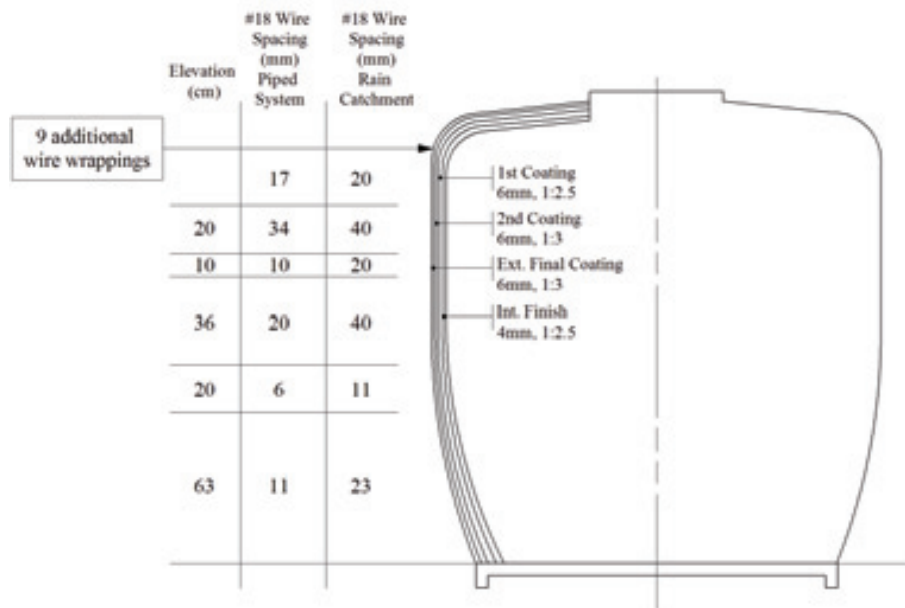 #18 Wire
Spacing
(mm)
Piped
System
#18 Wire
Spacing
(mm)
Rain
Catchment
Elevation
(cm)
9 additional
wire wrappings
17 20
20 34 40
10 10 20
36 20 40
20 6 11
63 11 23
1st Coating
6mm, 1:2.5
2nd Coating
6mm, 1:3
Ext. Final Coating
6mm, 1:3
Int. Finish
4mm, 1:2.5